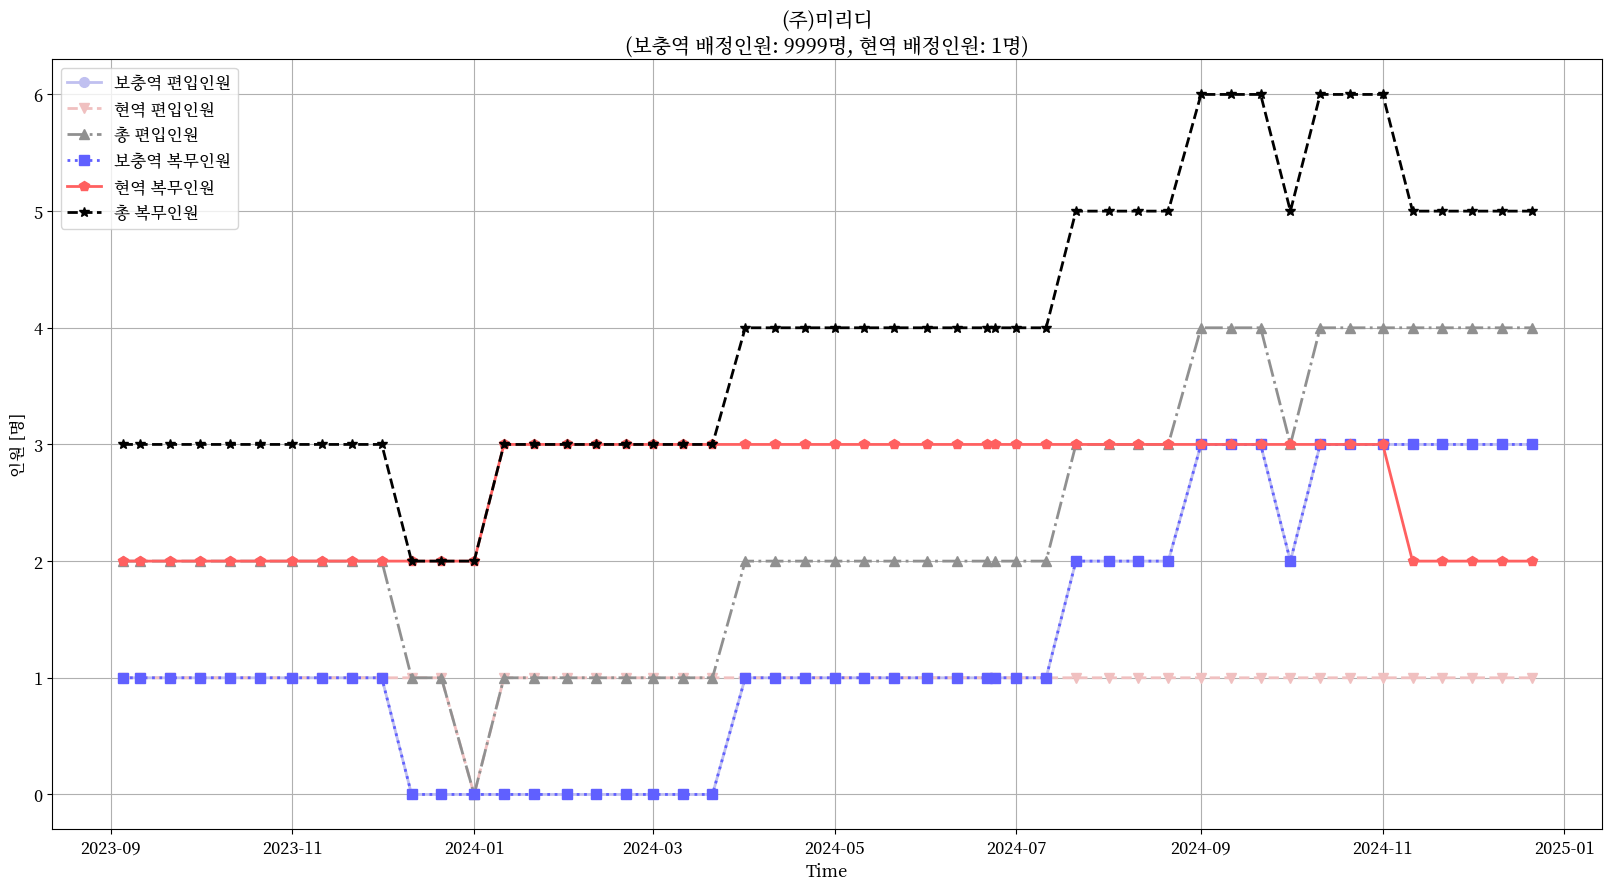 (주)미리디
(보충역 배정인원: 9999명, 현역 배정인원: 1명)
보충역 편입인원
현역 편입인원
총 편입인원
보충역 복무인원
현역 복무인원
총 복무인원
인원 [명]
6
5
4
3
2
1
0
2023-09
2023-11
2024-01
2024-03
2024-05
2024-07
2024-09
2024-11
2025-01
Time